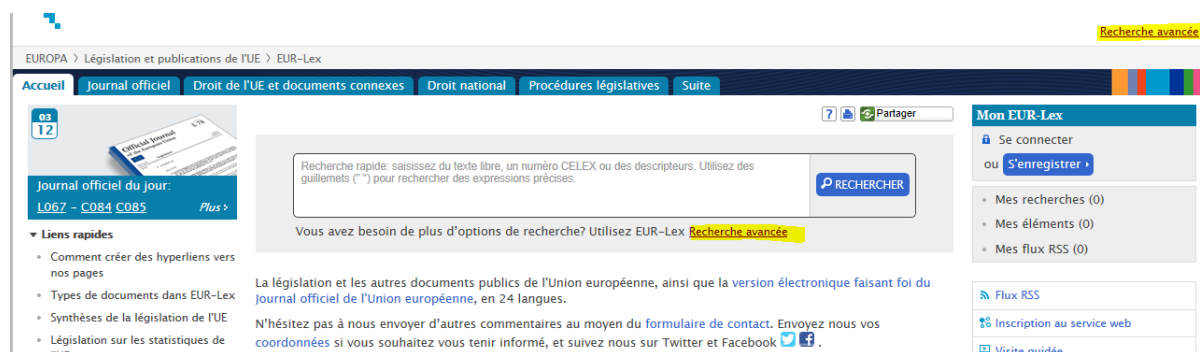 Recherche avancée
EUROPA > Législation et publications de l'UE > EUR-Lex
Accueil Journal officiel Droit de l'UE et documents connexes Droit national Procédures législatives Suite
03
12
Official Journal
of the European Union
Journal officiel du jour:
L067 - C084 C085 Plus
Liens rapides
Comment créer des hyperliens vers
nos pages
Types de documents dans EUR-Lex
Synthèses de la législation de l'UE
Législation sur les statistiques de
? Partager
Recherche rapide: saisissez du texte libre, un numéro CELEX ou des descripteurs. Utilisez des
guillemets (" ") pour rechercher des expressions précises.
RECHERCHER
Vous avez besoin de plus d'options de recherche? Utilisez EUR-Lex Recherche avancée
La législation et les autres documents publics de l'Union européenne, ainsi que la version électronique faisant foi du
Journal officiel de l'Union européenne, en 24 langues.
N'hésitez pas à nous envoyer d'autres commentaires au moyen du formulaire de contact. Envoyez nous vos
coordonnées si vous souhaitez vous tenir informé, et suivez nous sur Twitter et Facebook .
Mon EUR-Lex
Se connecter
ou S'enregistrer
Mes recherches (0)
Mes éléments (0)
Mes flux RSS (0)
Flux RSS
Inscription au service web
Visite guidée